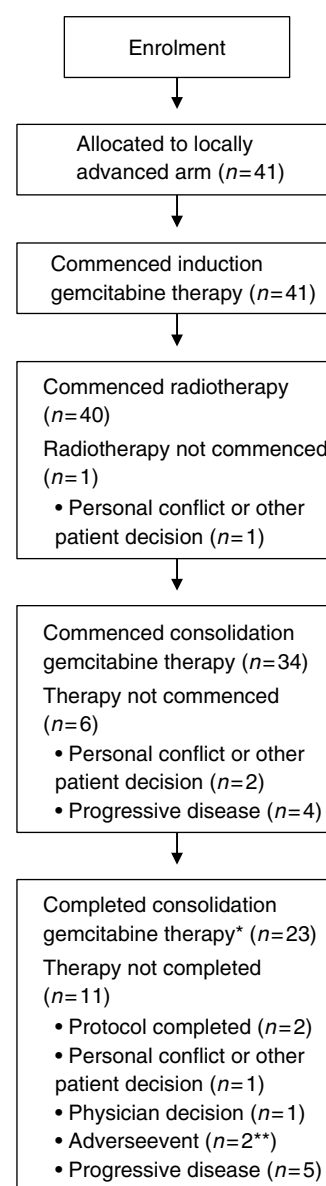 Enrolment
Allocated to locally
advanced arm (n=41)
Commenced induction
gemcitabine therapy (n=41)
Commenced radiotherapy
(n=40)
Radiotherapy not commenced
(n=1)
• Personal conflict or other
patient decision (n=1)
Commenced consolidation
gemcitabine therapy (n=34)
Therapy not commenced
(n=6)
• Personal conflict or other
patient decision (n=2)
• Progressive disease (n=4)
Completed consolidation
gemcitabine therapy* (n=23)
Therapy not completed
(n=11)
• Protocol completed (n=2)
• Personal conflict or other
patient decision (n=1)
• Physician decision (n=1)
• Adverseevent (n=2**)
• Progressive disease (n=5)